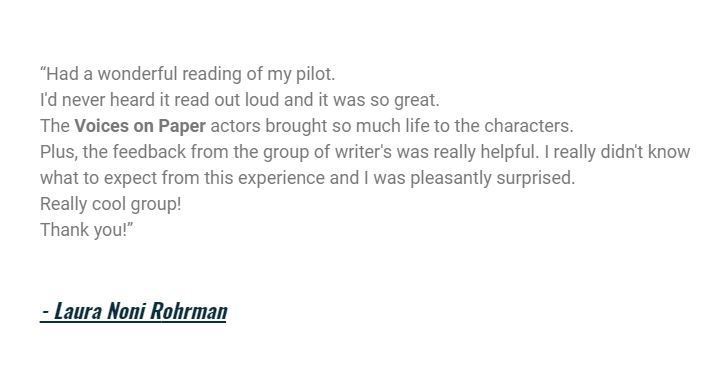 “Had a wonderful reading of my pilot.
I'd never heard it read out loud and it was so great.
The Voices on Paper actors brought so much life to the characters.
Plus, the feedback from the group of writer's was really helpful. I really didn't know
what to expect from this experience and I was pleasantly surprised.
Really cool group!
Thank you!”
- Laura Noni Rohrman